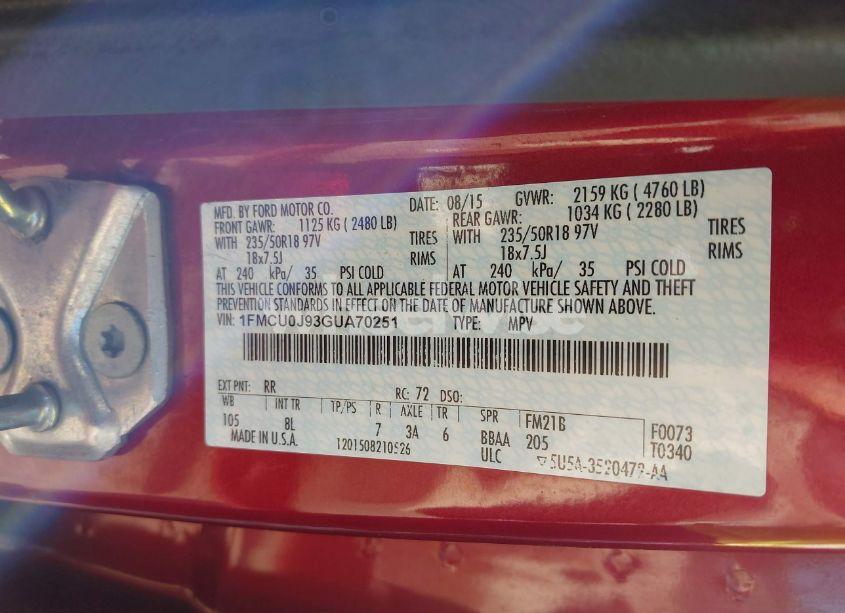 MFD. BY FORD MOTOR CO. DATE: 08/15 GVWR: 2159 KG ( 4760 LB)
FRONT GAWR: 1125 KG ( 2480 LB) REAR GAWR: 1034 KG ( 2280 LB)
WITH 235/50R18 97V TIRES WITH 235/50R18 97V TIRES
18x7.5J RIMS 18x7.5J RIMS
AT 240 kPa/ 35 PSI COLD AT 240 kPa/ 35 PSI COLD
THIS VEHICLE CONFORMS TO ALL APPLICABLE FEDERAL MOTOR VEHICLE SAFETY AND THEFT
PREVENTION STANDARDS IN EFFECT ON THE DATE OF MANUFACTURE SHOWN ABOVE.
VIN: 1FMCU0J93GUA70251 TYPE: MPV
EXT PNT: RR RC: 72 DSO:
WB INT TR TP/PS R AXLE TR SPR FM21B F0073
105 8L 7 3A 6 BBAA 205 T0340
MADE IN U.S.A. 1201508210526 ULC